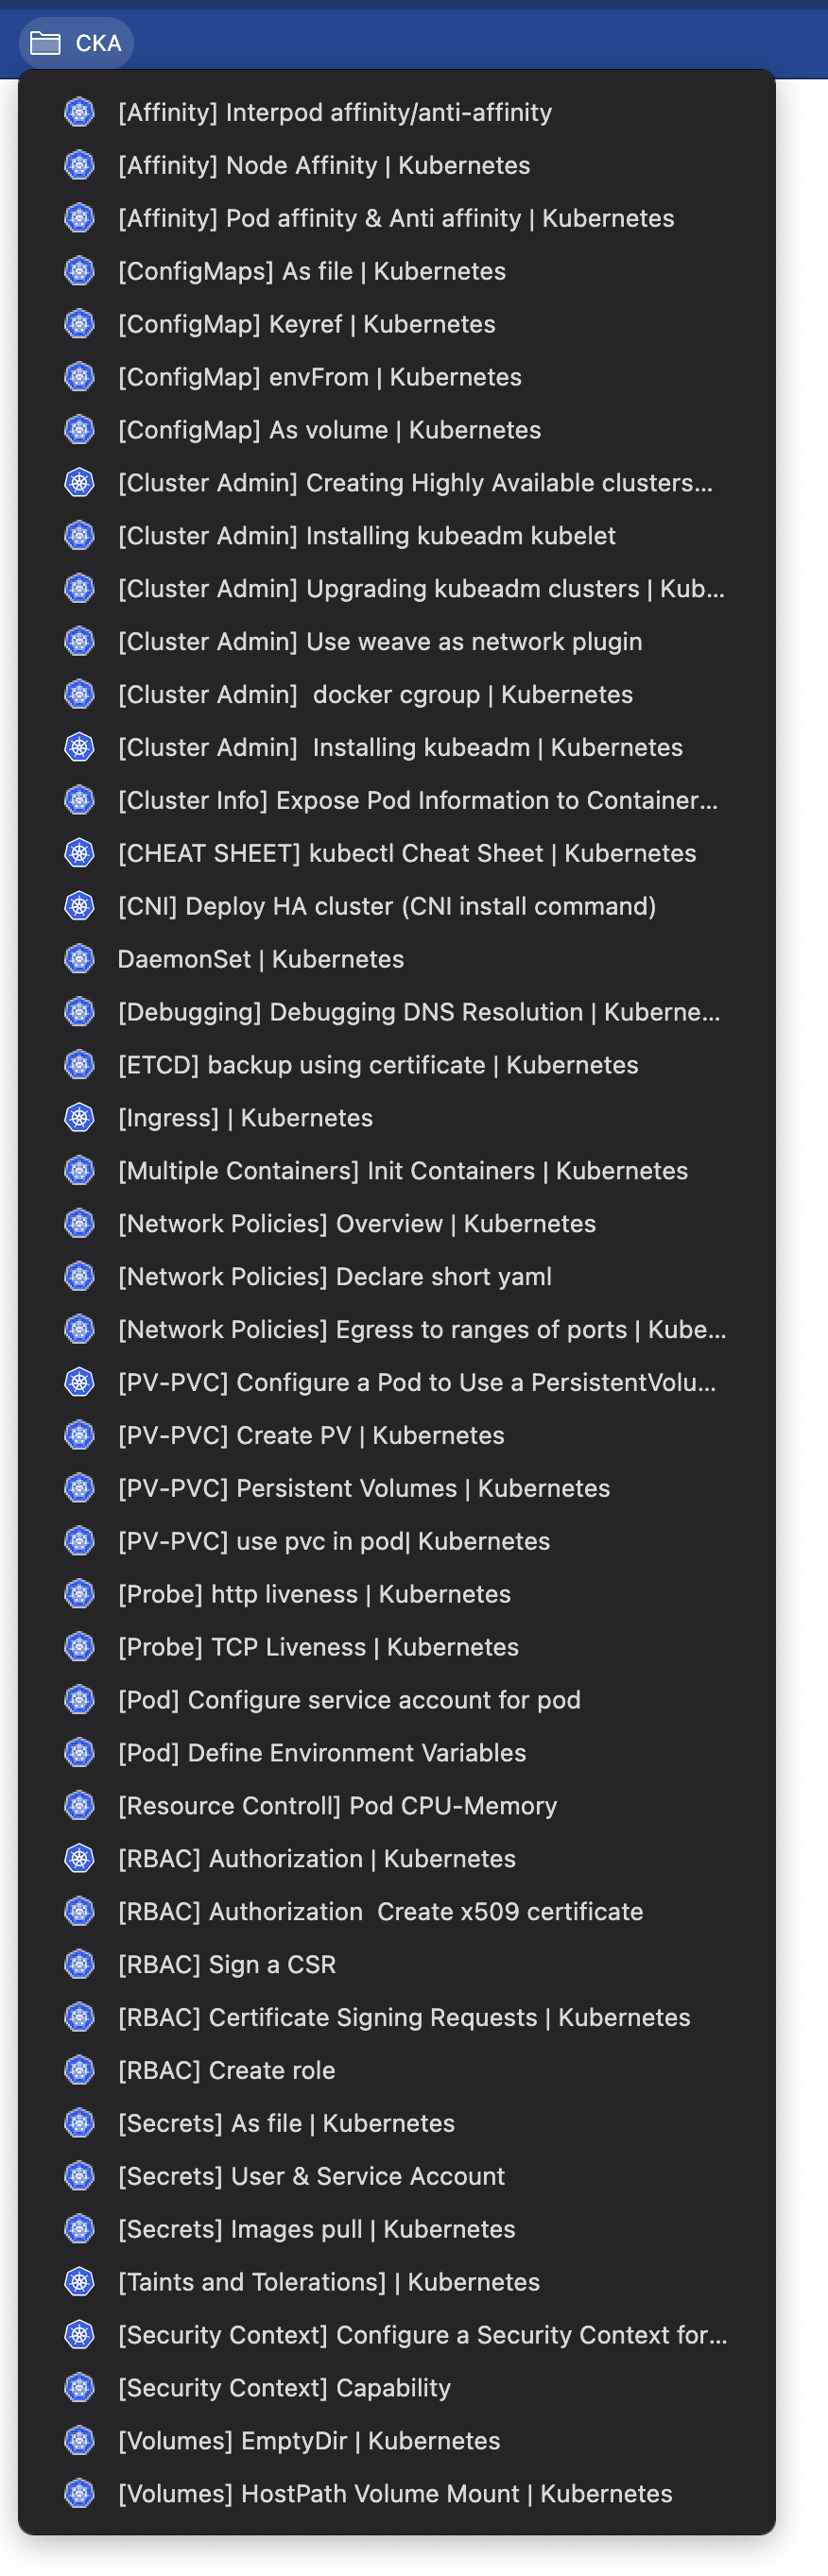 CKA
[Affinity] Interpod affinity/anti-affinity
[Affinity] Node Affinity | Kubernetes
[Affinity] Pod affinity & Anti affinity | Kubernetes
[ConfigMaps] As file | Kubernetes
[ConfigMap] Keyref | Kubernetes
[ConfigMap] envFrom | Kubernetes
[ConfigMap] As volume | Kubernetes
[Cluster Admin] Creating Highly Available clusters...
[Cluster Admin] Installing kubeadm kubelet
[Cluster Admin] Upgrading kubeadm clusters | Kub...
[Cluster Admin] Use weave as network plugin
[Cluster Admin]  docker cgroup | Kubernetes
[Cluster Admin]  Installing kubeadm | Kubernetes
[Cluster Info] Expose Pod Information to Container...
[CHEAT SHEET] kubectl Cheat Sheet | Kubernetes
[CNI] Deploy HA cluster (CNI install command)
DaemonSet | Kubernetes
[Debugging] Debugging DNS Resolution | Kuberne...
[ETCD] backup using certificate | Kubernetes
[Ingress] | Kubernetes
[Multiple Containers] Init Containers | Kubernetes
[Network Policies] Overview | Kubernetes
[Network Policies] Declare short yaml
[Network Policies] Egress to ranges of ports | Kube...
[PV-PVC] Configure a Pod to Use a PersistentVolu...
[PV-PVC] Create PV | Kubernetes
[PV-PVC] Persistent Volumes | Kubernetes
[PV-PVC] use pvc in pod| Kubernetes
[Probe] http liveness | Kubernetes
[Probe] TCP Liveness | Kubernetes
[Pod] Configure service account for pod
[Pod] Define Environment Variables
[Resource Controll] Pod CPU-Memory
[RBAC] Authorization | Kubernetes
[RBAC] Authorization  Create x509 certificate
[RBAC] Sign a CSR
[RBAC] Certificate Signing Requests | Kubernetes
[RBAC] Create role
[Secrets] As file | Kubernetes
[Secrets] User & Service Account
[Secrets] Images pull | Kubernetes
[Taints and Tolerations] | Kubernetes
[Security Context] Configure a Security Context for...
[Security Context] Capability
[Volumes] EmptyDir | Kubernetes
[Volumes] HostPath Volume Mount | Kubernetes